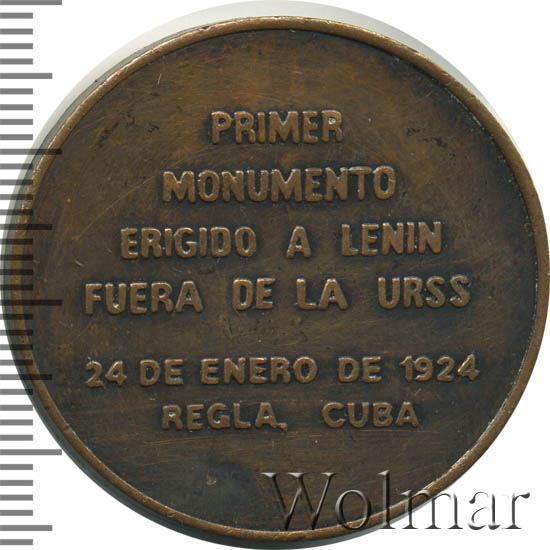 PRIMER
MONUMENTO
ERIGIDO A LENIN
FUERA DE LA URSS
24 DE ENERO DE 1924
REGLA, CUBA
Wolmar